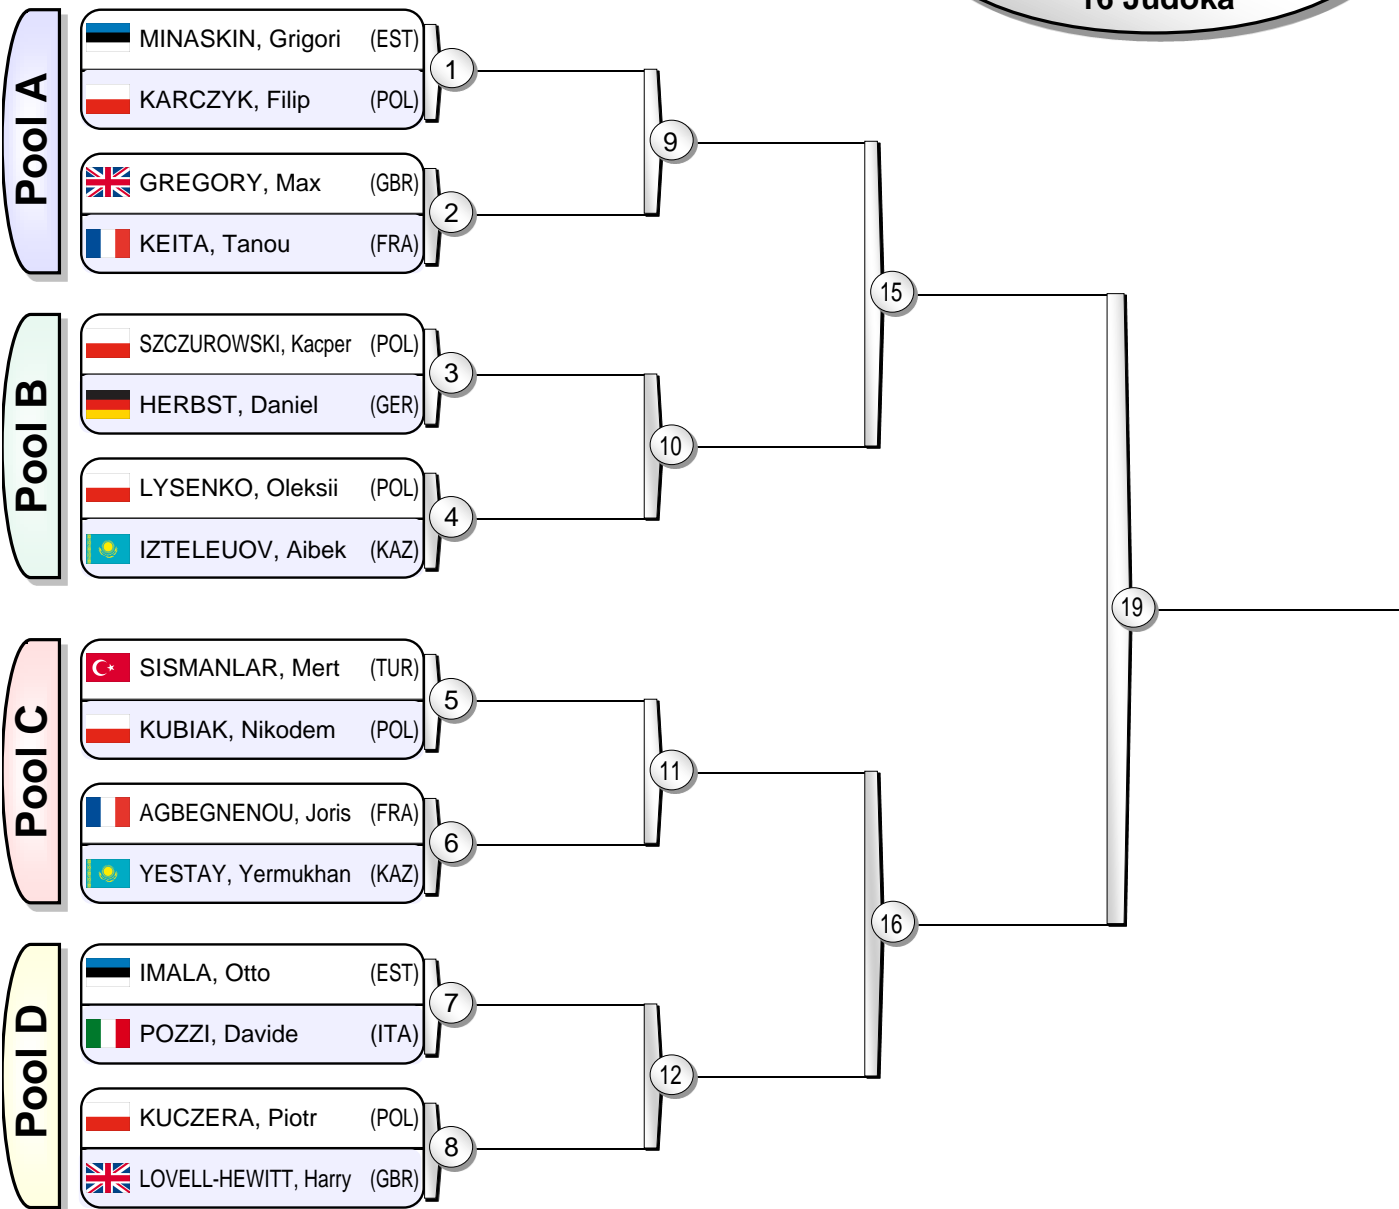 16 Judoka
Pool A
MINASKIN, Grigori (EST)
1
KARCZYK, Filip (POL)
9
GREGORY, Max (GBR)
2
KEITA, Tanou (FRA)
15
Pool B
SZCZUROWSKI, Kacper (POL)
3
HERBST, Daniel (GER)
10
LYSENKO, Oleksii (POL)
4
IZTELEUOV, Aibek (KAZ)
19
Pool C
SISMANLAR, Mert (TUR)
5
KUBIAK, Nikodem (POL)
11
AGBEGNENOU, Joris (FRA)
6
YESTAY, Yermukhan (KAZ)
16
Pool D
IMALA, Otto (EST)
7
POZZI, Davide (ITA)
12
KUCZERA, Piotr (POL)
8
LOVELL-HEWITT, Harry (GBR)